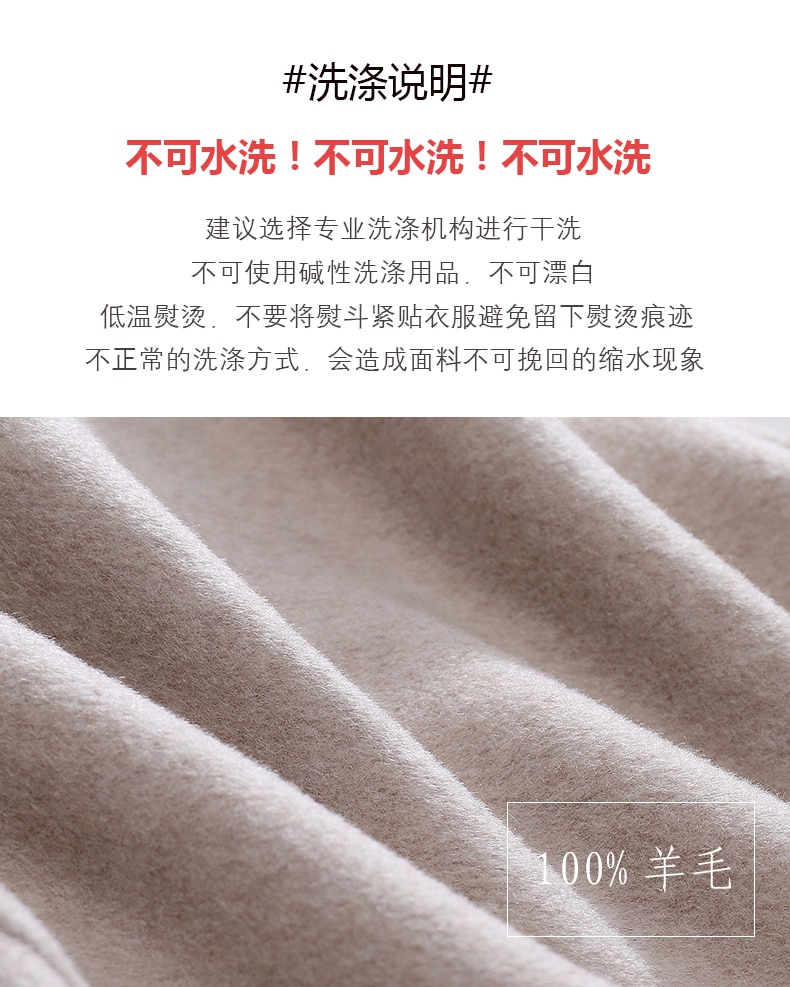 #洗涤说明#
不可水洗！不可水洗！不可水洗
建议选择专业洗涤机构进行干洗
不可使用碱性洗涤用品，不可漂白
低温熨烫，不要将熨斗紧贴衣服避免留下熨烫痕迹
不正常的洗涤方式，会造成面料不可挽回的缩水现象
100% 羊毛